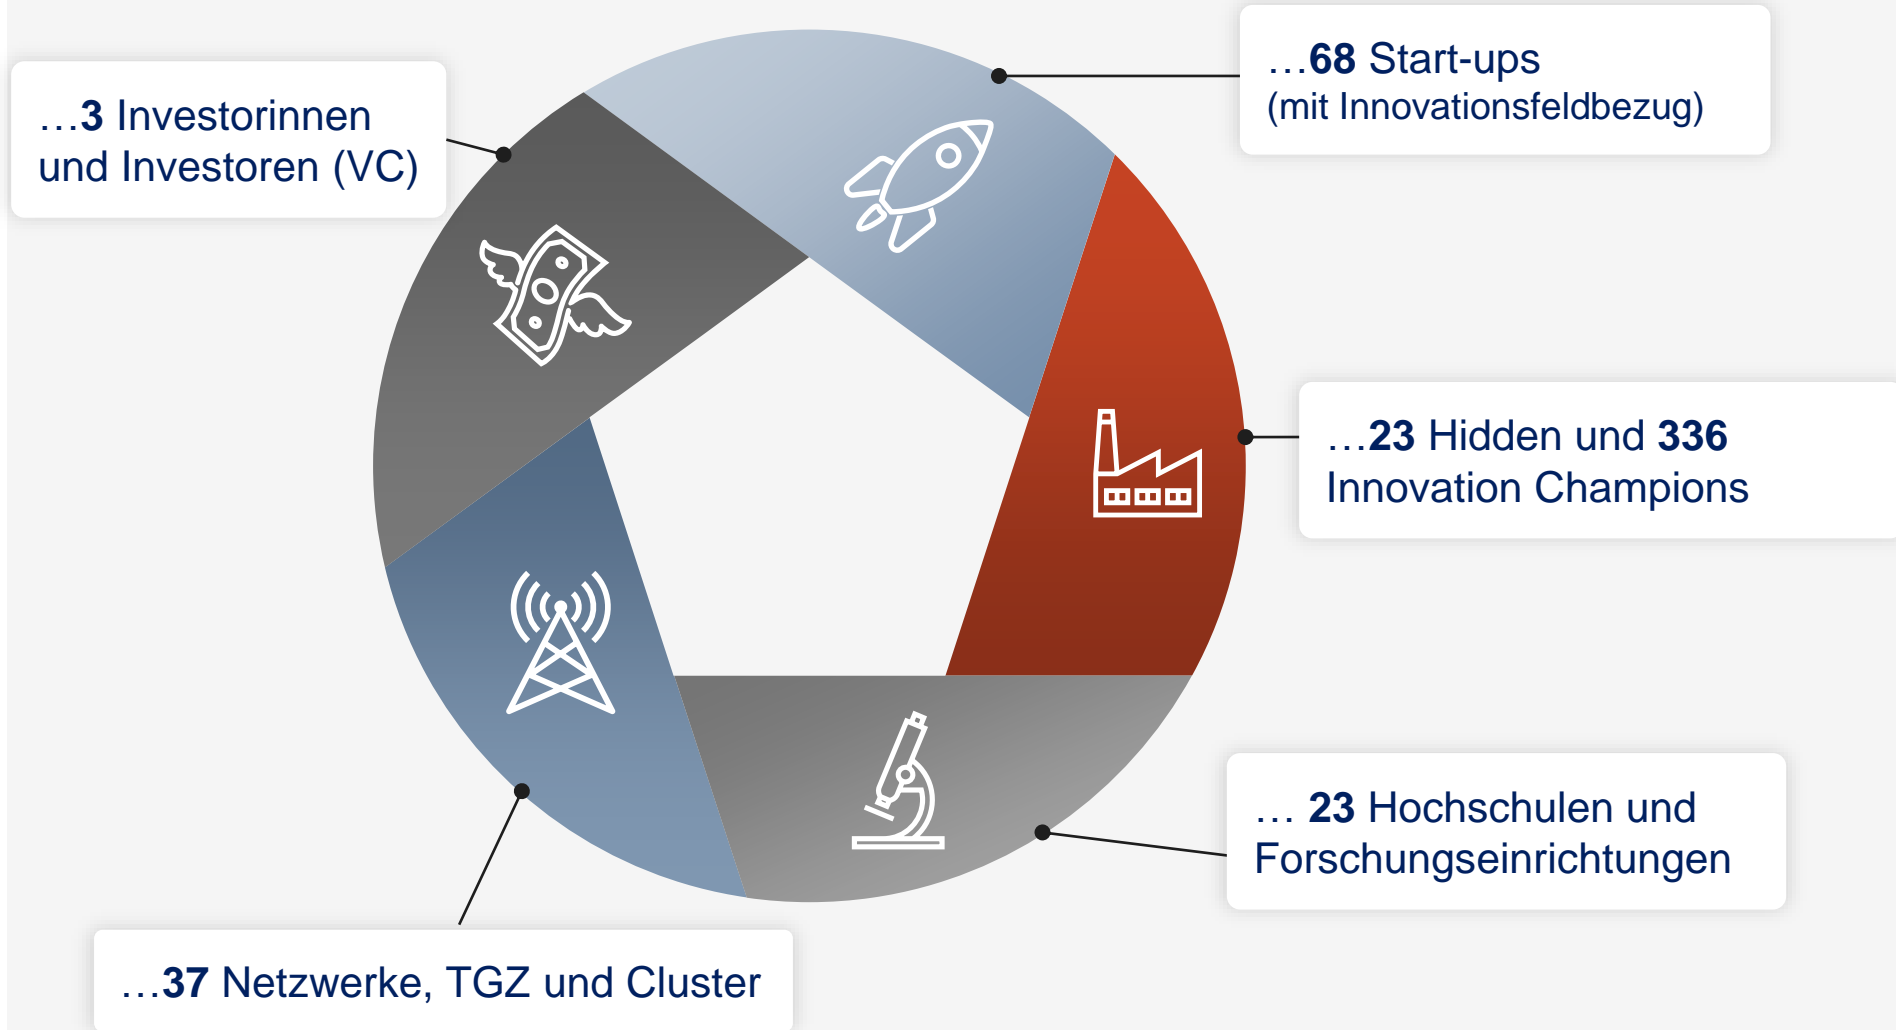 …3 Investorinnen
und Investoren (VC)
…68 Start-ups
(mit Innovationsfeldbezug)
…23 Hidden und 336
Innovation Champions
… 23 Hochschulen und
Forschungseinrichtungen
…37 Netzwerke, TGZ und Cluster